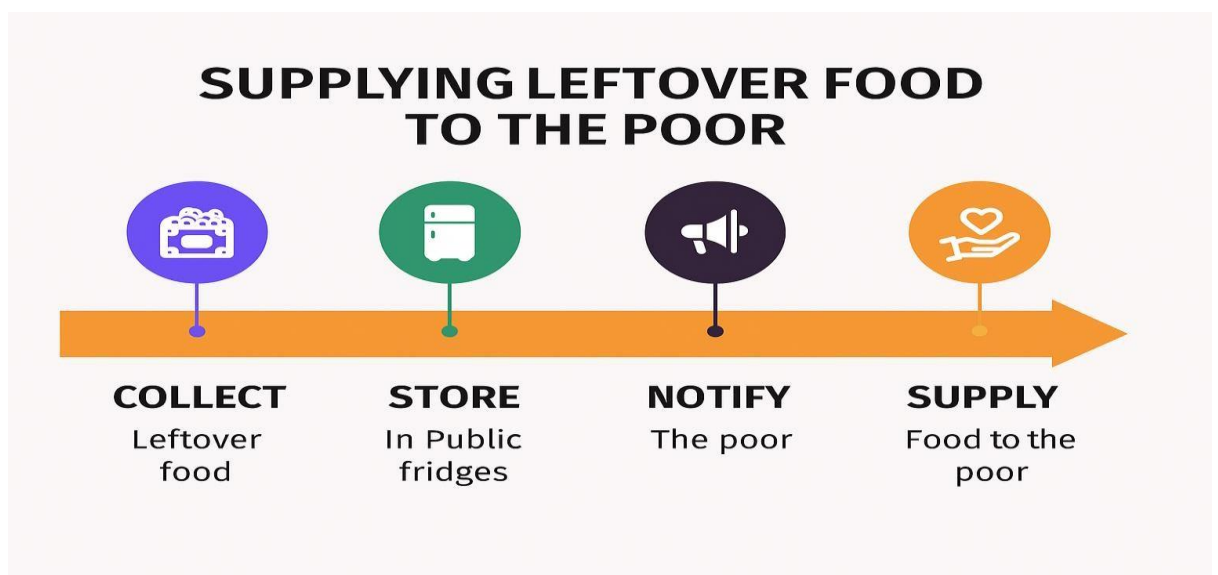 SUPPLYING LEFTOVER FOOD
TO THE POOR
COLLECT
Leftover
food
STORE
In Public
fridges
NOTIFY
The poor
SUPPLY
Food to the
poor